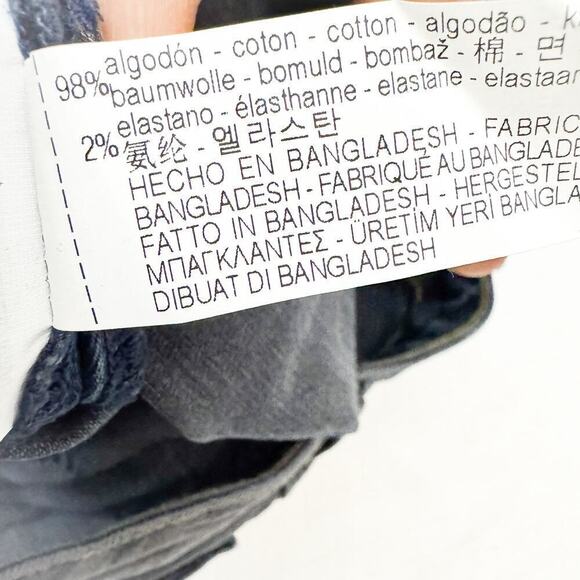 98% algodón - coton - cotton - algodão -
baumwolle - bomuld - bombaž - 棉 - 면
2% elastano - élasthanne - elastane - elastaan
氨纶 - 엘라스탄
HECHO EN BANGLADESH - FABRIC
BANGLADESH - FABRIQUÉ AU BANGLADE
FATTO IN BANGLADESH - HERGESTEL
ΜΠΑΓΚΛΑΝΤΕΣ - ÜRETİM YERİ BANGLA
DIBUAT DI BANGLADESH